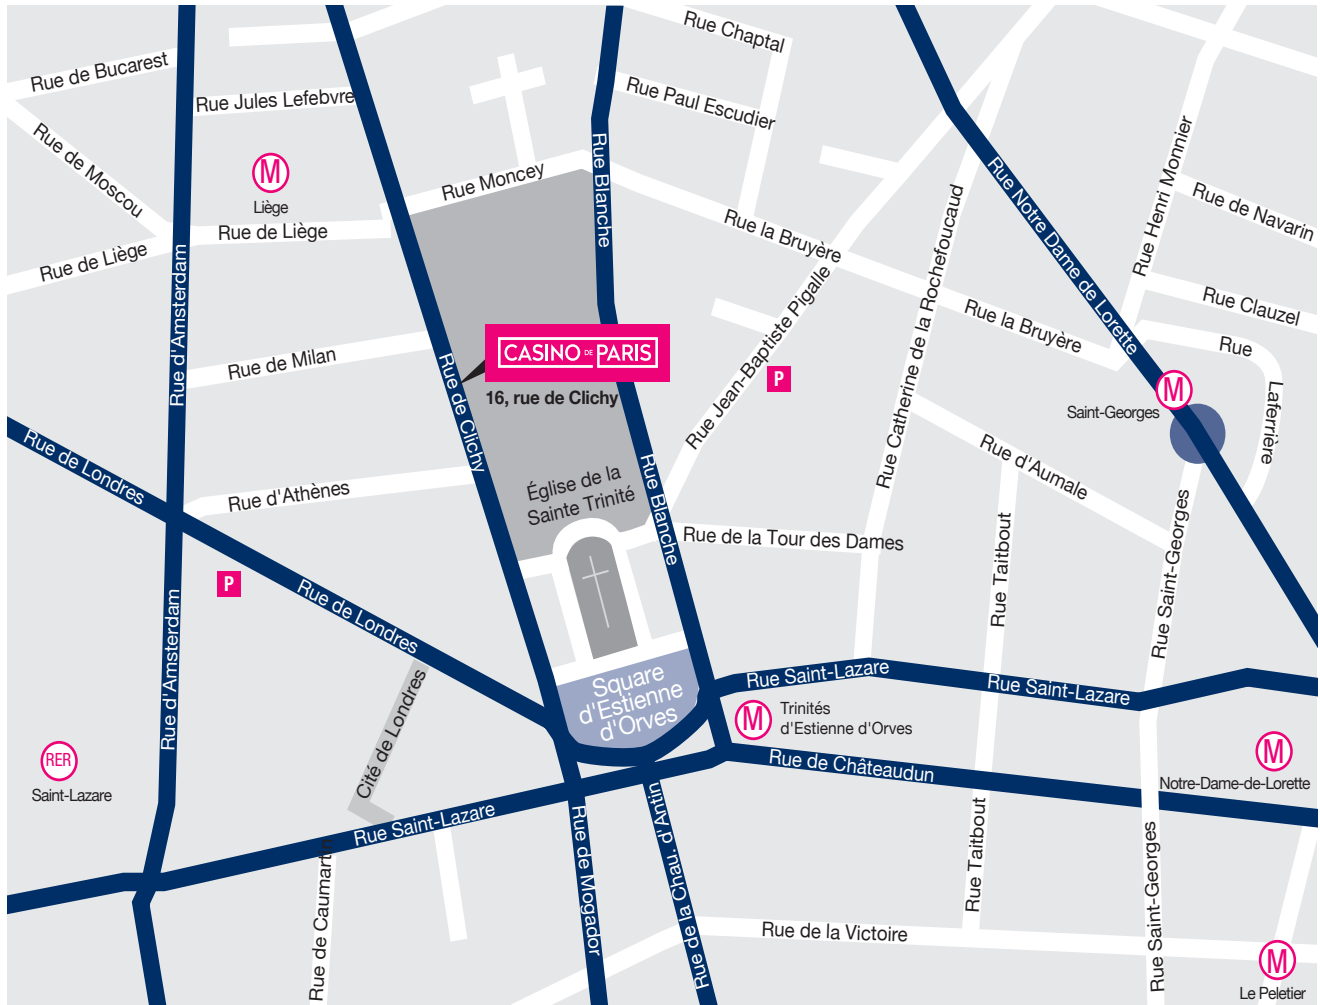 Rue Chaptal
Rue de Bucarest
Rue Jules Lefebvre
Rue Paul Escudier
Rue de Moscou
M
Liège
Rue Moncey
Rue Blanche
Rue de Liège
Rue de Liège
Rue la Bruyère
Rue Notre Dame de Lorette
Rue Henri Monnier
Rue de Navarin
Rue d'Amsterdam
Rue Jean-Baptiste Pigalle
Rue Catherine de la Rochefoucaud
Rue la Bruyère
Rue Clauzel
Rue
Laferrière
Rue de Milan
CASINO DE PARIS
16, rue de Clichy
Rue de Clichy
P
M
Saint-Georges
Rue de Londres
Rue d'Athènes
Église de la
Sainte Trinité
Rue Blanche
Rue d'Aumale
Rue de la Tour des Dames
Rue Taitbout
Rue Saint-Georges
P
Rue de Londres
Rue d'Amsterdam
Cité de Londres
Square
d'Estienne
d'Orves
Rue Saint-Lazare
Rue Saint-Lazare
M
Trinités
d'Estienne d'Orves
RER
Saint-Lazare
Rue de Châteaudun
M
Notre-Dame-de-Lorette
Rue Saint-Lazare
Rue de Caumartin
Rue de Mogador
Rue de la Chau. d'Antin
Rue Taitbout
Rue Saint-Georges
Rue de la Victoire
M
Le Peletier